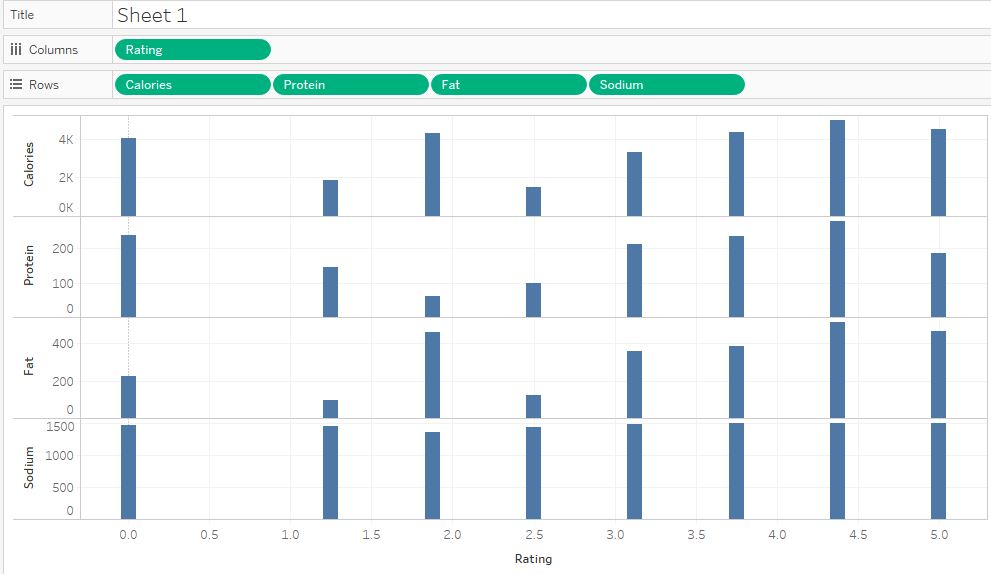 Title Sheet 1
Columns Rating
Rows Calories Protein Fat Sodium
Calories
4K
2K
0K
Protein
200
100
0
Fat
400
200
0
Sodium
1500
1000
500
0
0.0 0.5 1.0 1.5 2.0 2.5 3.0 3.5 4.0 4.5 5.0
Rating